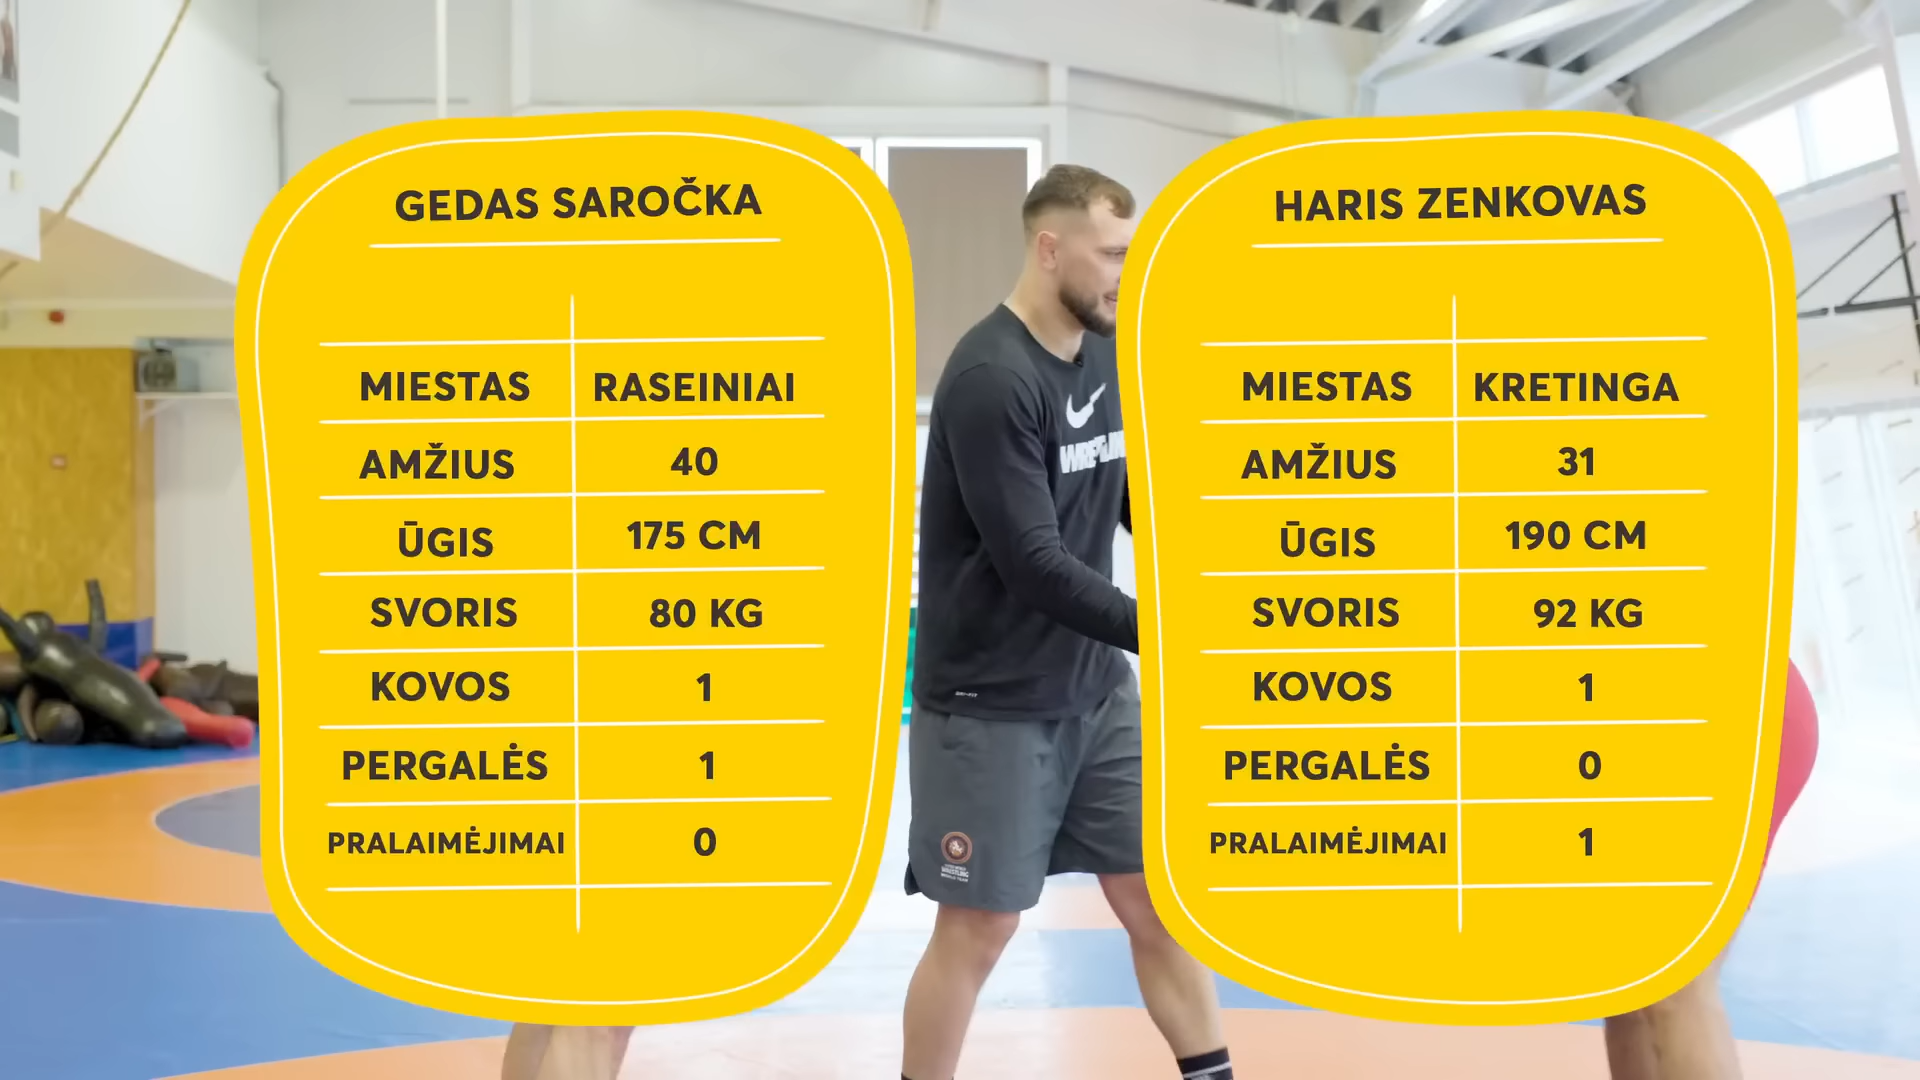 GEDAS SAROČKA
MIESTAS RASEINIAI
AMŽIUS 40
ŪGIS 175 CM
SVORIS 80 KG
KOVOS 1
PERGALĖS 1
PRALAIMĖJIMAI 0
HARIS ZENKOVAS
MIESTAS KRETINGA
AMŽIUS 31
ŪGIS 190 CM
SVORIS 92 KG
KOVOS 1
PERGALĖS 0
PRALAIMĖJIMAI 1